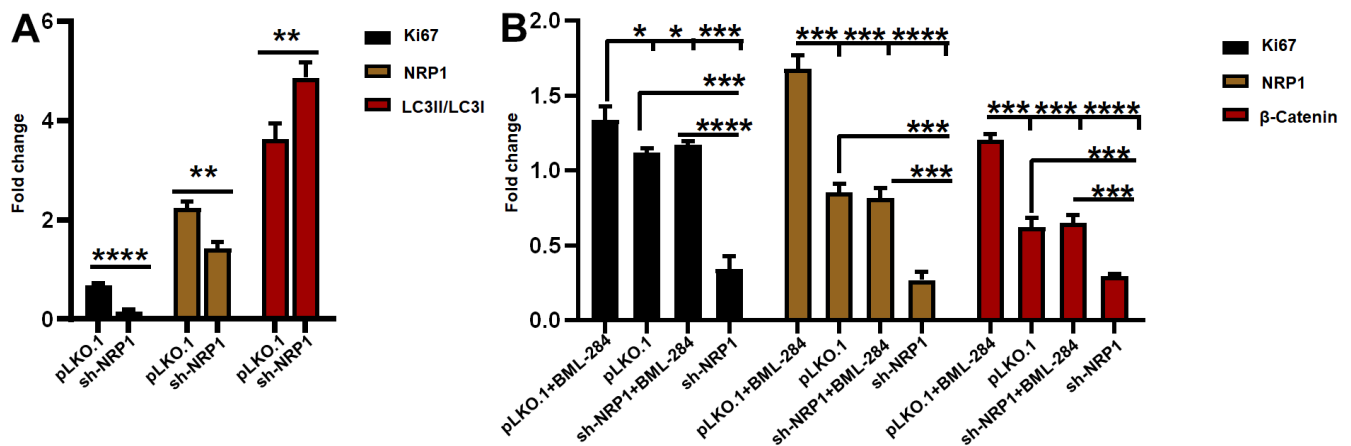 A
Fold change
6
4
2
0
****
**
**
pLKO.1
sh-NRP1
pLKO.1
sh-NRP1
pLKO.1
sh-NRP1
Ki67
NRP1
LC3II/LC3I
B
Fold change
2.0
1.5
1.0
0.5
0.0
* * ***
***
****
*** *** ****
***
***
*** *** ****
***
***
pLKO.1+BML-284
pLKO.1
sh-NRP1+BML-284
sh-NRP1
pLKO.1+BML-284
pLKO.1
sh-NRP1+BML-284
sh-NRP1
pLKO.1+BML-284
pLKO.1
sh-NRP1+BML-284
sh-NRP1
Ki67
NRP1
β-Catenin